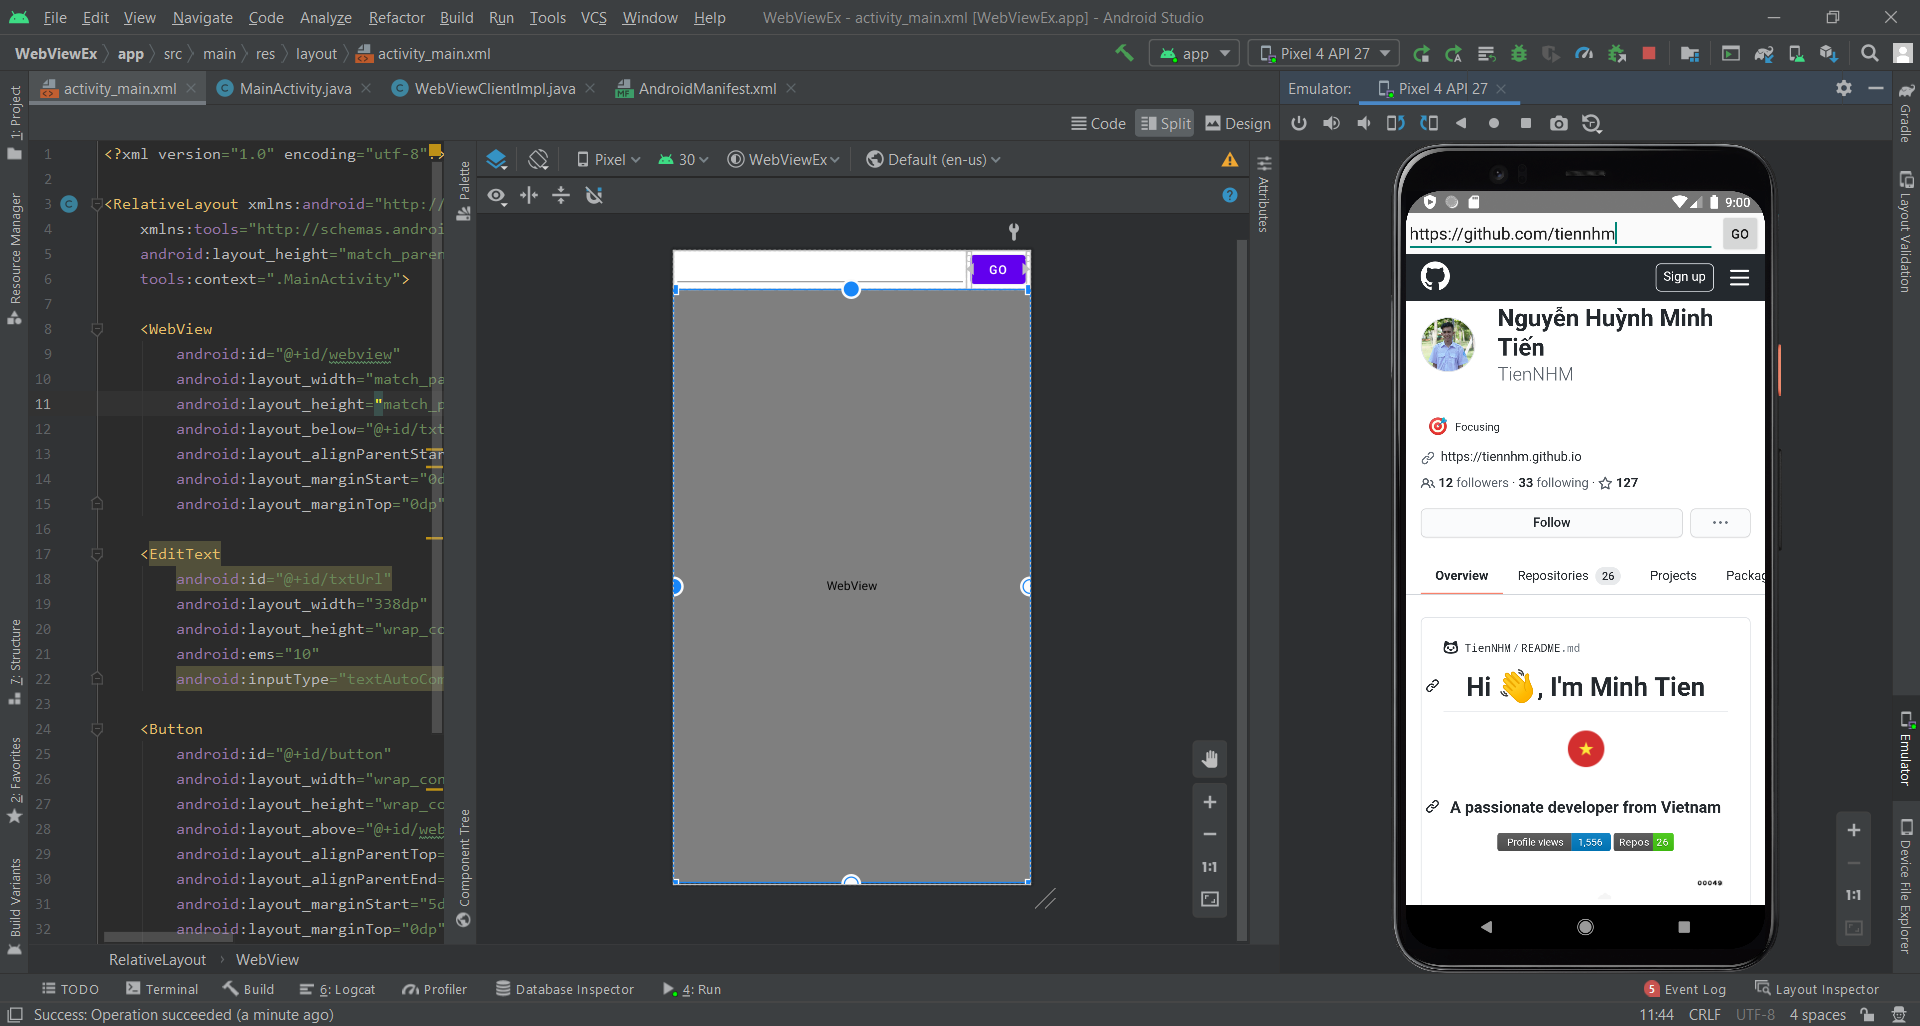 File Edit View Navigate Code Analyze Refactor Build Run Tools VCS Window Help WebViewEx - activity_main.xml [WebViewEx.app] - Android Studio
WebViewEx app src main res layout activity_main.xml app Pixel 4 API 27
activity_main.xml MainActivity.java WebViewClientImpl.java AndroidManifest.xml
Emulator: Pixel 4 API 27
Code Split Design
1: Project
Resource Manager
7: Structure
2: Favorites
Build Variants
1 <?xml version="1.0" encoding="utf-8"?>
2
3 <RelativeLayout xmlns:android="http://
4 xmlns:tools="http://schemas.androi
5 android:layout_height="match_paren
6 tools:context=".MainActivity">
7
8 <WebView
9 android:id="@+id/webview"
10 android:layout_width="match_pa
11 android:layout_height="match_p
12 android:layout_below="@+id/txt
13 android:layout_alignParentStar
14 android:layout_marginStart="0d
15 android:layout_marginTop="0dp"
16
17 <EditText
18 android:id="@+id/txtUrl"
19 android:layout_width="338dp"
20 android:layout_height="wrap_co
21 android:ems="10"
22 android:inputType="textAutoCom
23
24 <Button
25 android:id="@+id/button"
26 android:layout_width="wrap_con
27 android:layout_height="wrap_co
28 android:layout_above="@+id/web
29 android:layout_alignParentTop=
30 android:layout_alignParentEnd=
31 android:layout_marginStart="5d
32 android:layout_marginTop="0dp"
RelativeLayout WebView
Palette
Component Tree
Pixel 30 WebViewEx Default (en-us)
GO
WebView
1:1
Attributes
9:00
https://github.com/tiennhm GO
Sign up
Nguyễn Huỳnh Minh
Tiến
TienNHM
Focusing
https://tiennhm.github.io
12 followers · 33 following · 127
Follow ...
Overview Repositories 26 Projects Packag
TienNHM/README.md
Hi 👋, I'm Minh Tien
A passionate developer from Vietnam
Profile views 1,556 Repos 26
00049
1:1
Gradle
Layout Validation
Emulator
Device File Explorer
TODO Terminal Build 6: Logcat Profiler Database Inspector 4: Run 5 Event Log Layout Inspector
Success: Operation succeeded (a minute ago) 11:44 CRLF UTF-8 4 spaces